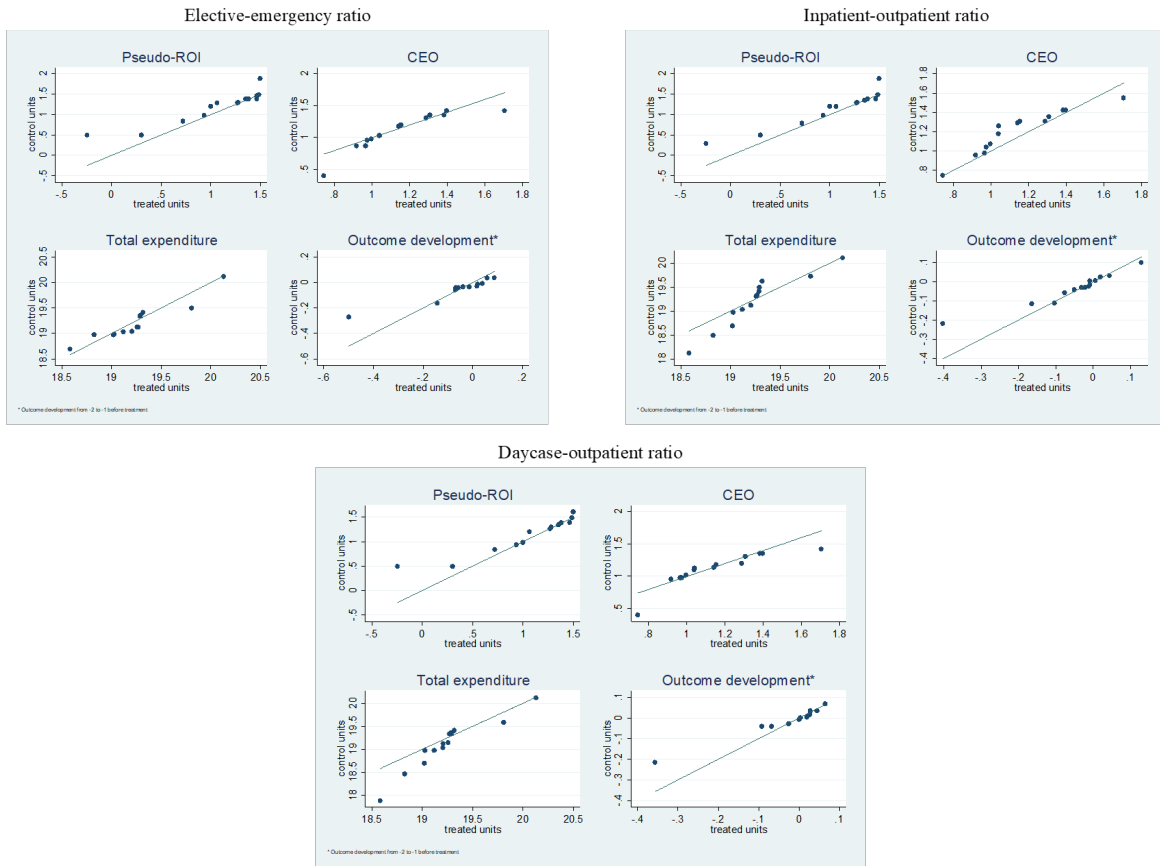 Elective-emergency ratio
Pseudo-ROI
control units
-.5 0 .5 1 1.5 2
-.5 0 .5 1 1.5
treated units
CEO
control units
.5 1 1.5 2
.8 1 1.2 1.4 1.6 1.8
treated units
Total expenditure
control units
18.5 19 19.5 20 20.5
18.5 19 19.5 20 20.5
treated units
Outcome development*
control units
-.6 -.4 -.2 0 .2
-.6 -.4 -.2 0 .2
treated units
* Outcome development from -2 to -1 before treatment
Inpatient-outpatient ratio
Pseudo-ROI
control units
-.5 0 .5 1 1.5 2
-.5 0 .5 1 1.5
treated units
CEO
control units
.8 1 1.2 1.4 1.6 1.8
.8 1 1.2 1.4 1.6 1.8
treated units
Total expenditure
control units
18 18.5 19 19.5 20
18.5 19 19.5 20 20.5
treated units
Outcome development*
control units
-.4 -.3 -.2 -.1 0 .1
-.4 -.3 -.2 -.1 0 .1
treated units
* Outcome development from -2 to -1 before treatment
Daycase-outpatient ratio
Pseudo-ROI
control units
-.5 0 .5 1 1.5
-.5 0 .5 1 1.5
treated units
CEO
control units
.5 1 1.5 2
.8 1 1.2 1.4 1.6 1.8
treated units
Total expenditure
control units
18 18.5 19 19.5 20
18.5 19 19.5 20 20.5
treated units
Outcome development*
control units
-.4 -.3 -.2 -.1 0 .1
-.4 -.3 -.2 -.1 0 .1
treated units
* Outcome development from -2 to -1 before treatment